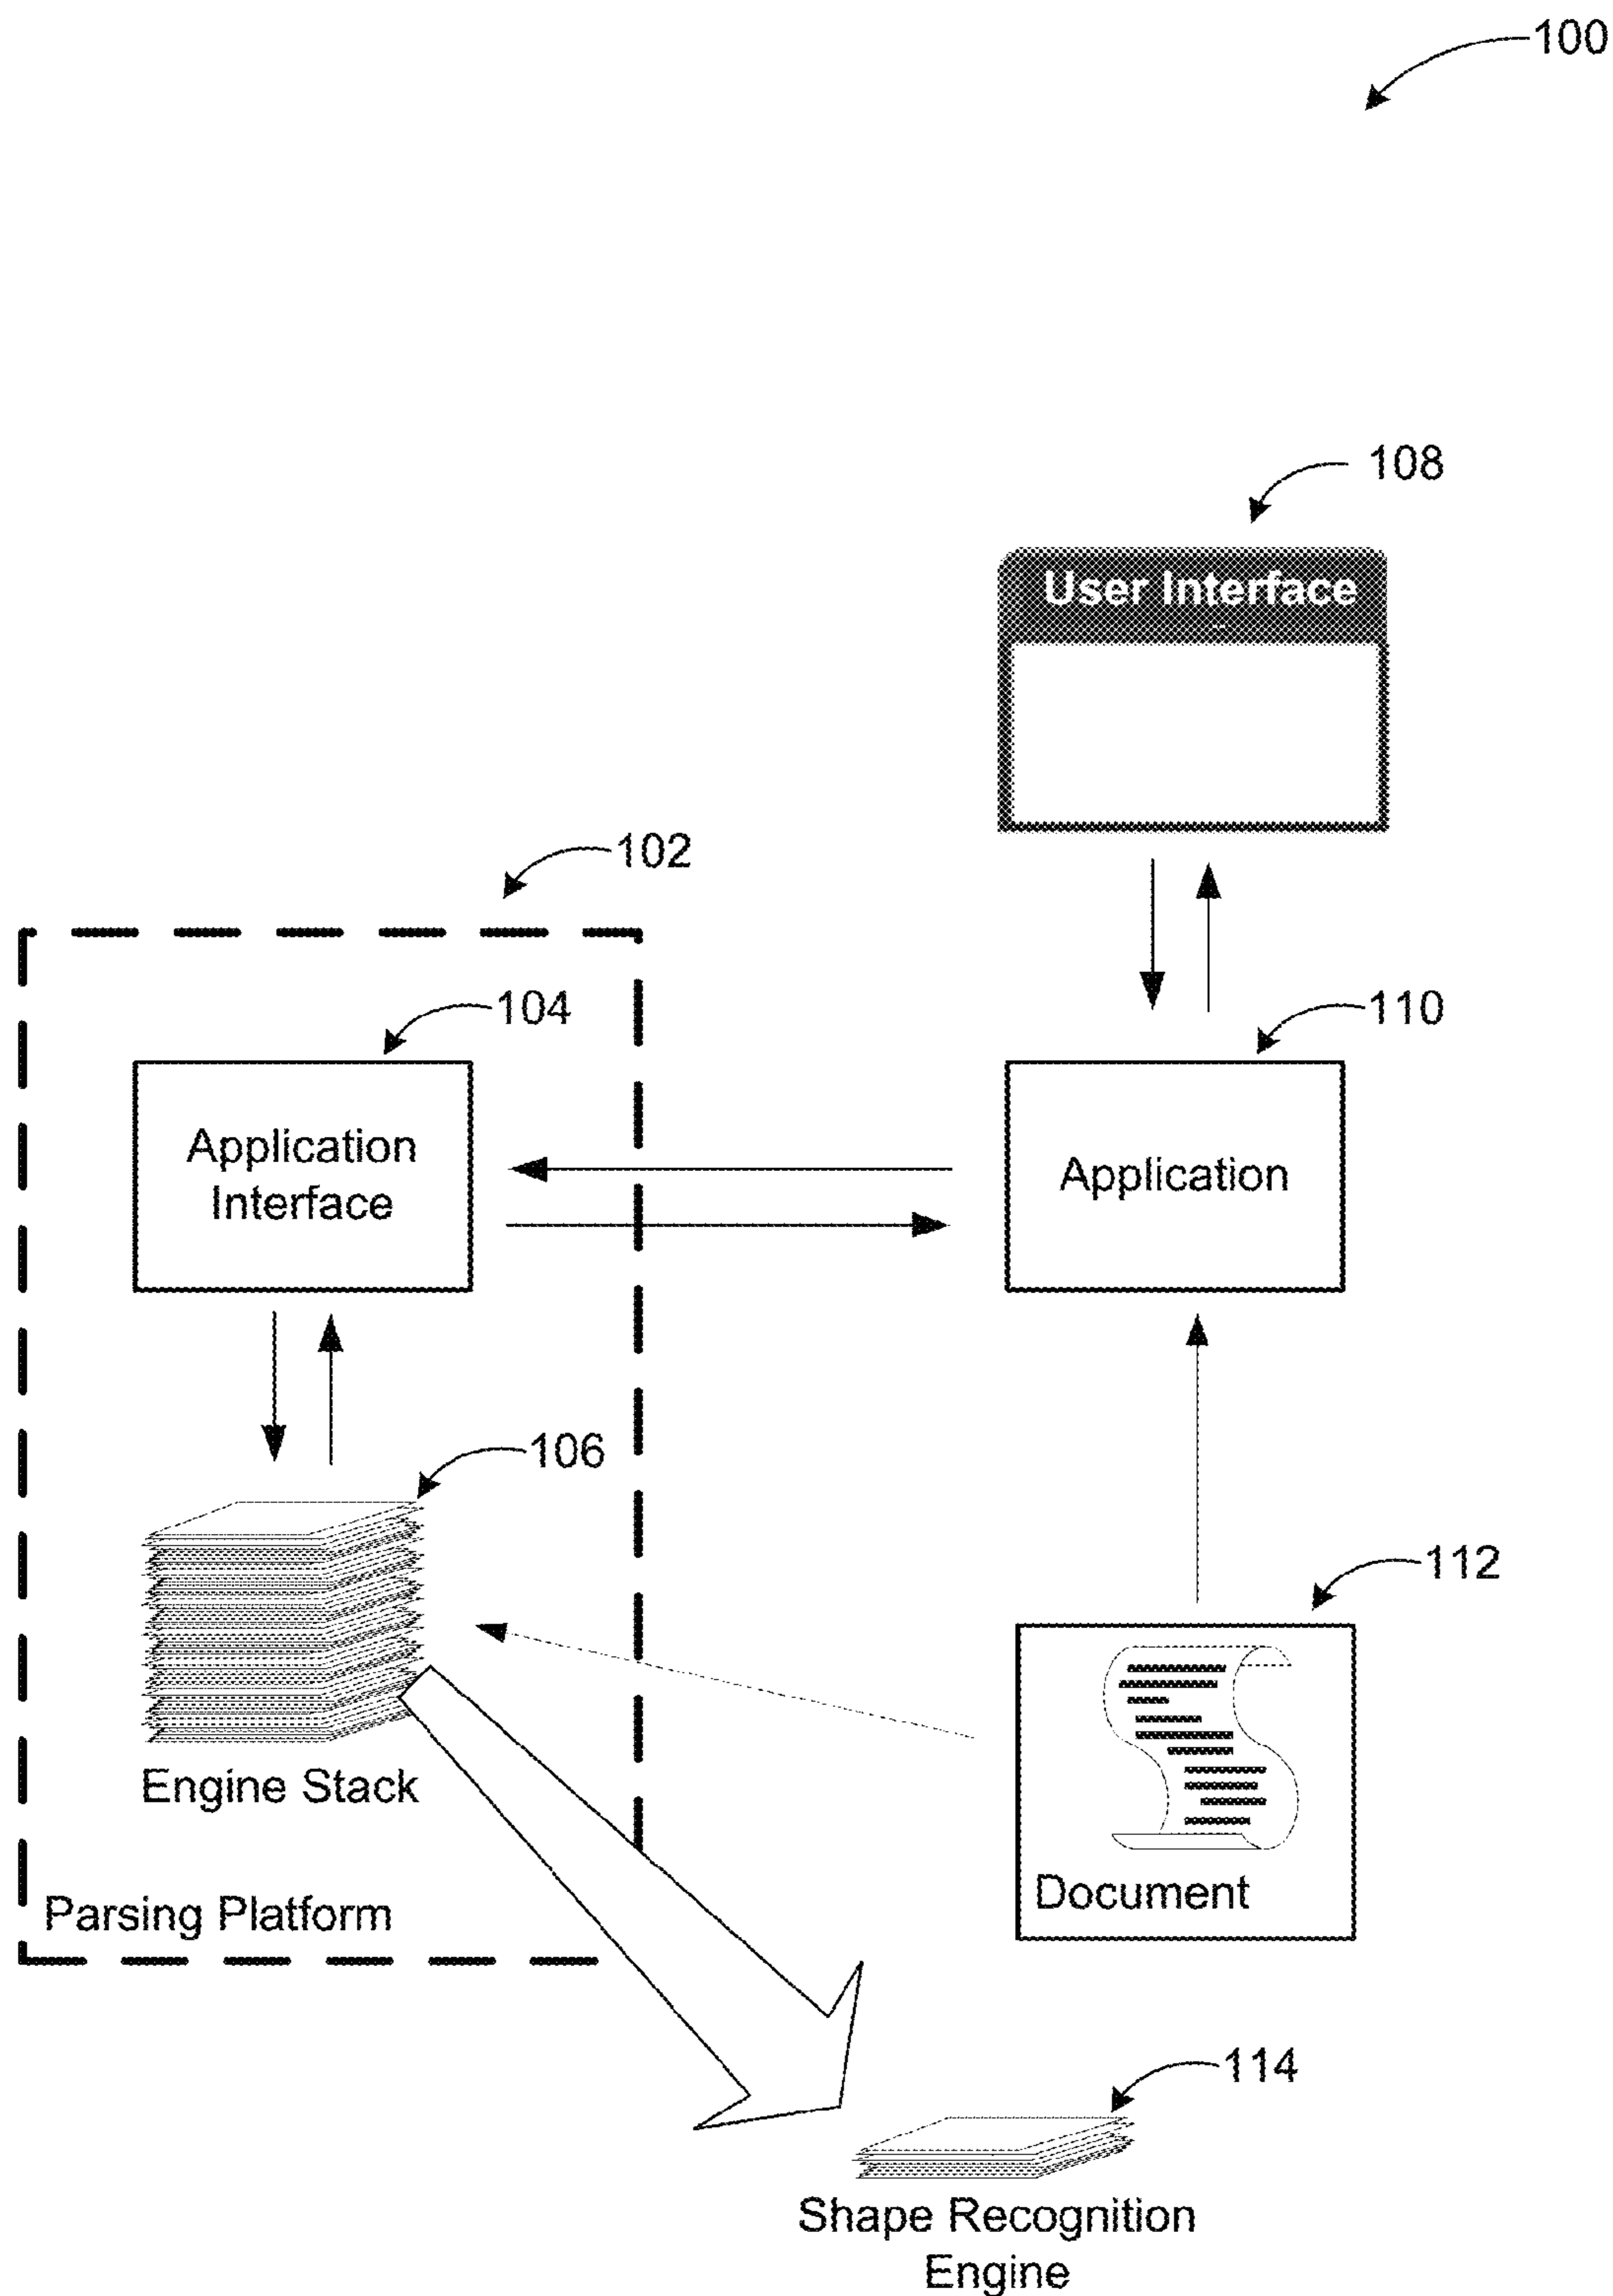 100
108
User Interface
102
104
110
Application
Interface
Application
106
112
Engine Stack
Document
Parsing Platform
114
Shape Recognition
Engine